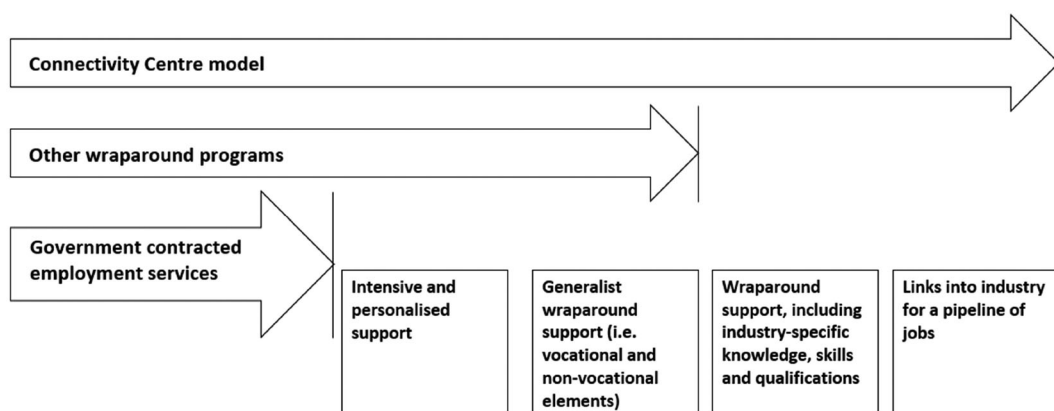 Connectivity Centre model
Other wraparound programs
Government contracted
employment services
Intensive and
personalised
support
Generalist
wraparound
support (i.e.
vocational and
non-vocational
elements)
Wraparound
support, including
industry-specific
knowledge, skills
and qualifications
Links into industry
for a pipeline of
jobs